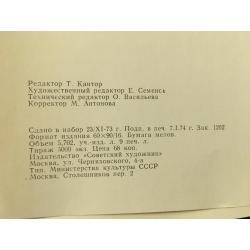 Редактор Т. Кантор
Художественный редактор Е. Семенсь
Технический редактор О. Васильева
Корректор М. Антонова
Сдано в набор 23/XI-73 г. Подп. в печ. 7.1.74 г. Зак. 1202
Формат издания 60×90/16. Бумага мелов.
Объем 5,702, уч.-изд. л. 9 печ. л.
Тираж 5000 экз. Цена 68 коп.
Издательство «Советский художник»
Москва, ул. Черняховского, 4-а
Тип. Министерства культуры СССР
Москва, Столешников пер. 2